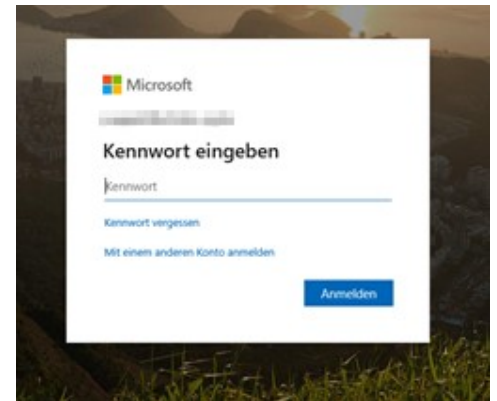 Microsoft
Kennwort eingeben
Kennwort
Kennwort vergessen
Mit einem anderen Konto anmelden
Anmelden